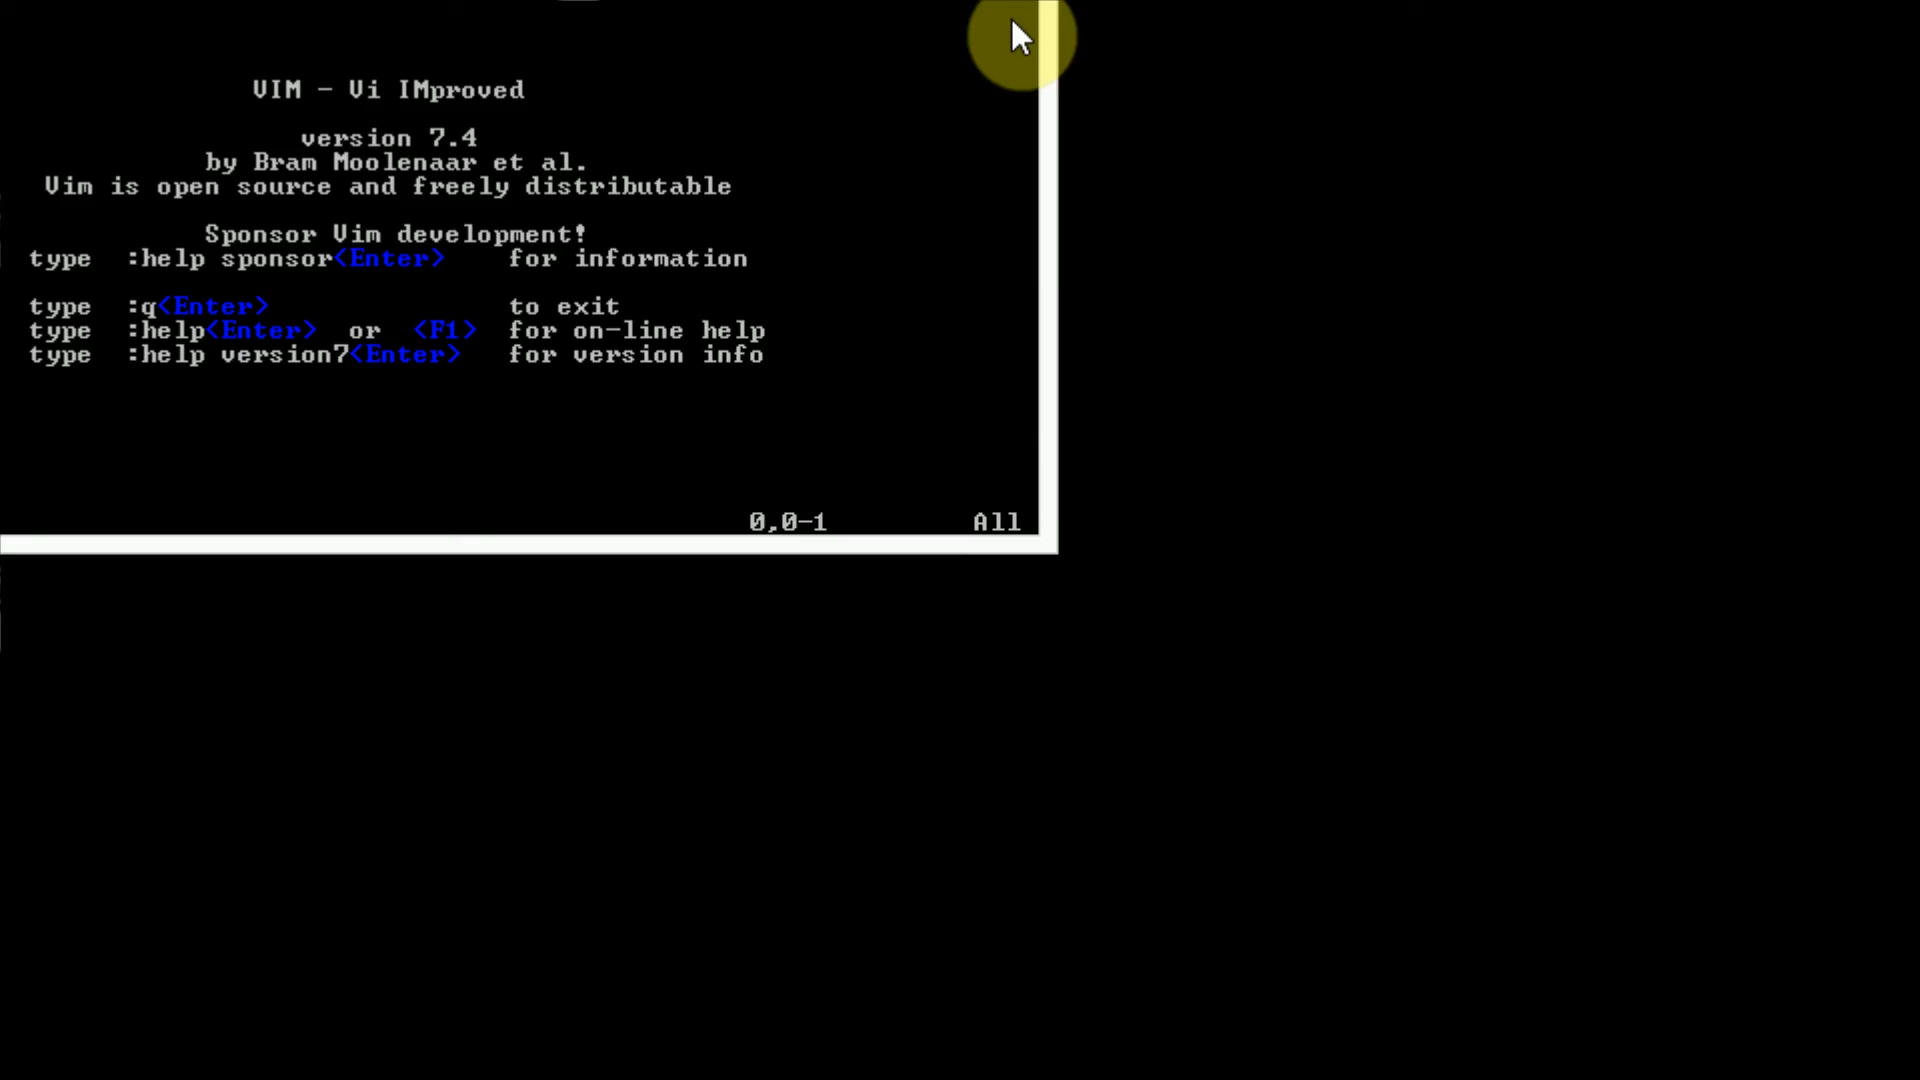 VIM - Vi IMproved
version 7.4
by Bram Moolenaar et al.
Vim is open source and freely distributable
Sponsor Vim development!
type :help sponsor<Enter> for information
type :q<Enter> to exit
type :help<Enter> or <F1> for on-line help
type :help version7<Enter> for version info
0,0-1 All